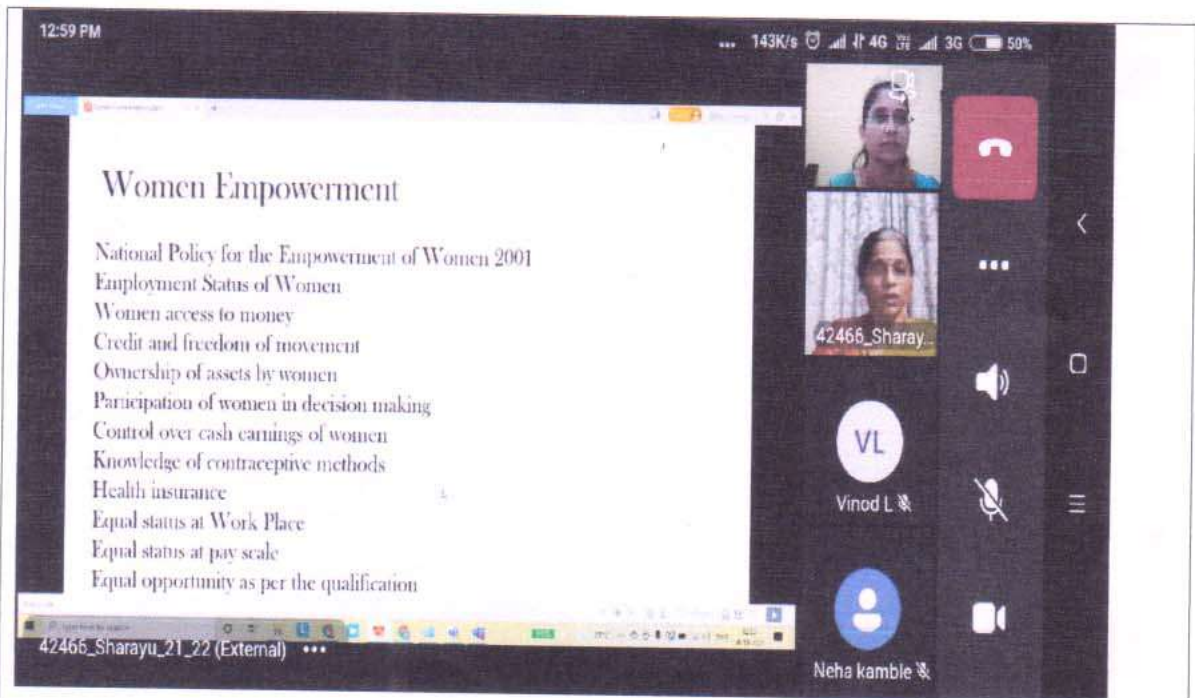 12:59 PM
... 143K/s 4G Vo LTE 3G 50%
Women Empowerment
National Policy for the Empowerment of Women 2001
Employment Status of Women
Women access to money
Credit and freedom of movement
Ownership of assets by women
Participation of women in decision making
Control over cash earnings of women
Knowledge of contraceptive methods
Health insurance
Equal status at Work Place
Equal status at pay scale
Equal opportunity as per the qualification
42466_Sharayu_21_22 (External) •••
42466_Sharay...
VL
Vinod L
Neha kamble